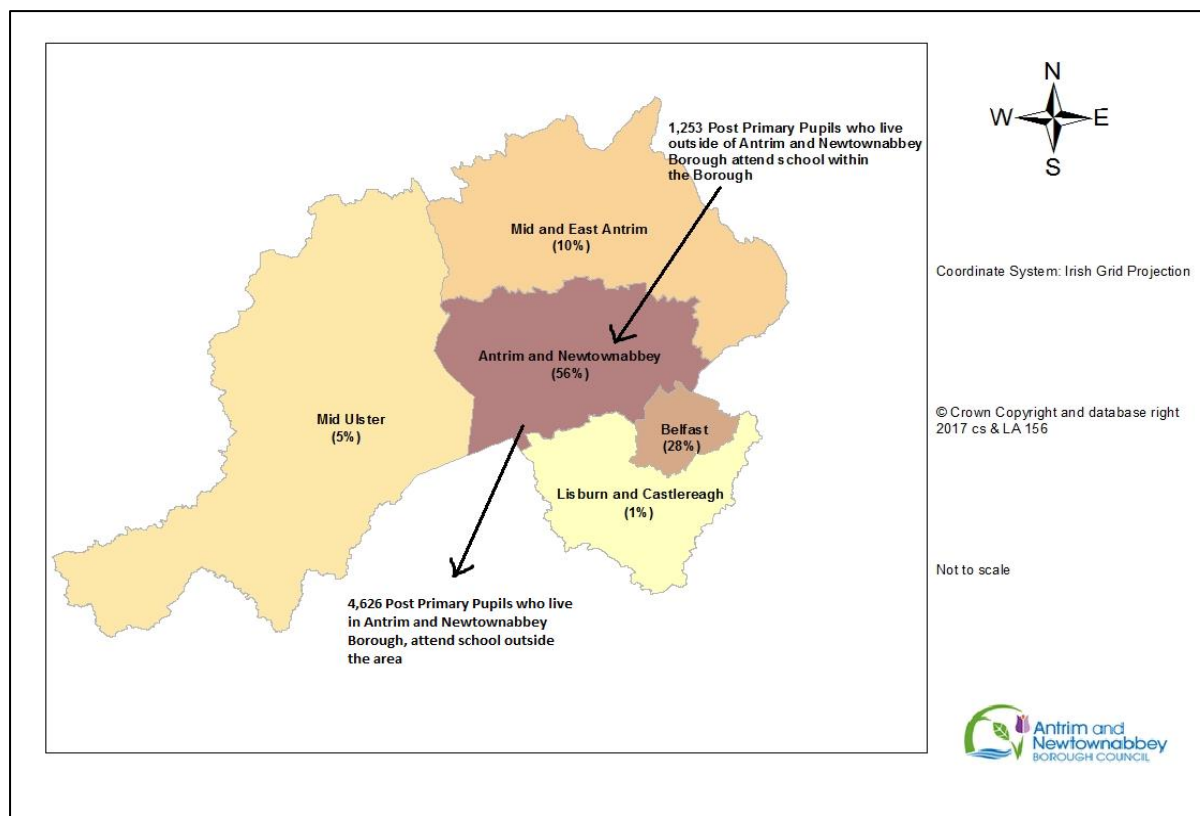 N
W E
S
1,253 Post Primary Pupils who live
outside of Antrim and Newtownabbey
Borough attend school within
the Borough
Mid and East Antrim
(10%)
Coordinate System: Irish Grid Projection
Antrim and Newtownabbey
(56%)
Mid Ulster
(5%)
Belfast
(28%)
© Crown Copyright and database right
2017 cs & LA 156
Lisburn and Castlereagh
(1%)
Not to scale
4,626 Post Primary Pupils who live
in Antrim and Newtownabbey
Borough, attend school outside
the area
Antrim and
Newtownabbey
BOROUGH COUNCIL